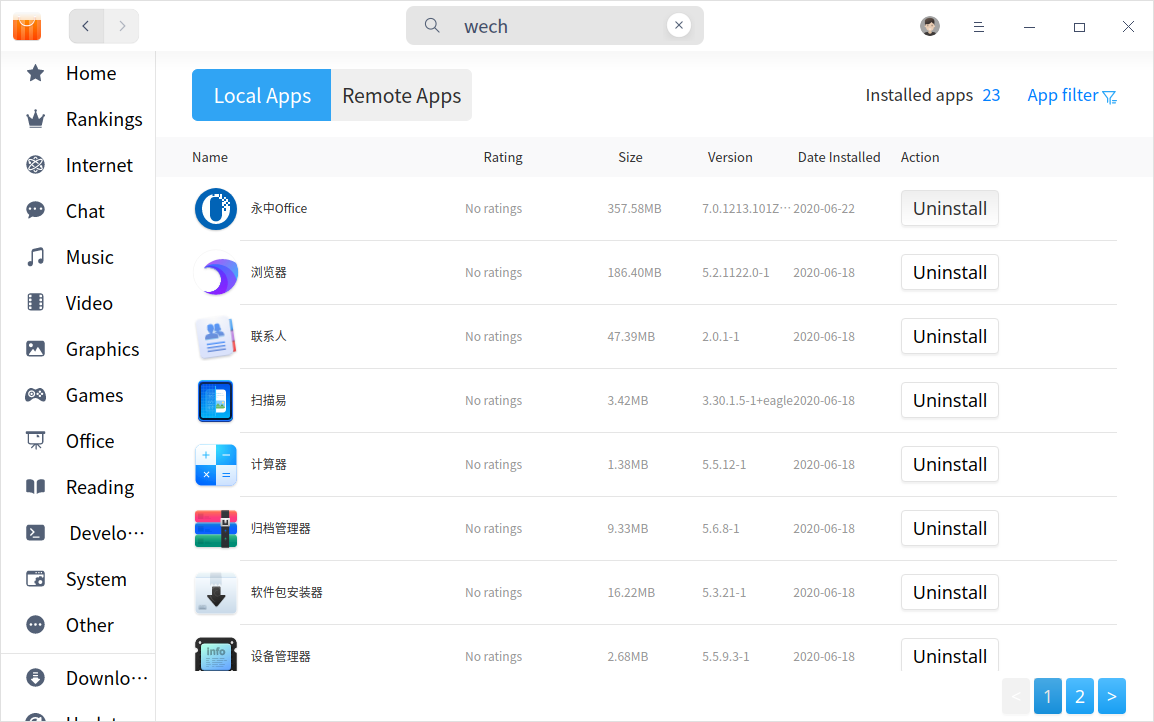 wech
Home
Rankings
Internet
Chat
Music
Video
Graphics
Games
Office
Reading
Develo⋯
System
Other
Downlo⋯
Local Apps Remote Apps
Installed apps 23 App filter
Name Rating Size Version Date Installed Action
永中Office No ratings 357.58MB 7.0.1213.101Z⋯ 2020-06-22 Uninstall
浏览器 No ratings 186.40MB 5.2.1122.0-1 2020-06-18 Uninstall
联系人 No ratings 47.39MB 2.0.1-1 2020-06-18 Uninstall
扫描易 No ratings 3.42MB 3.30.1.5-1+eagle 2020-06-18 Uninstall
计算器 No ratings 1.38MB 5.5.12-1 2020-06-18 Uninstall
归档管理器 No ratings 9.33MB 5.6.8-1 2020-06-18 Uninstall
软件包安装器 No ratings 16.22MB 5.3.21-1 2020-06-18 Uninstall
info
设备管理器 No ratings 2.68MB 5.5.9.3-1 2020-06-18 Uninstall
< 1 2 >